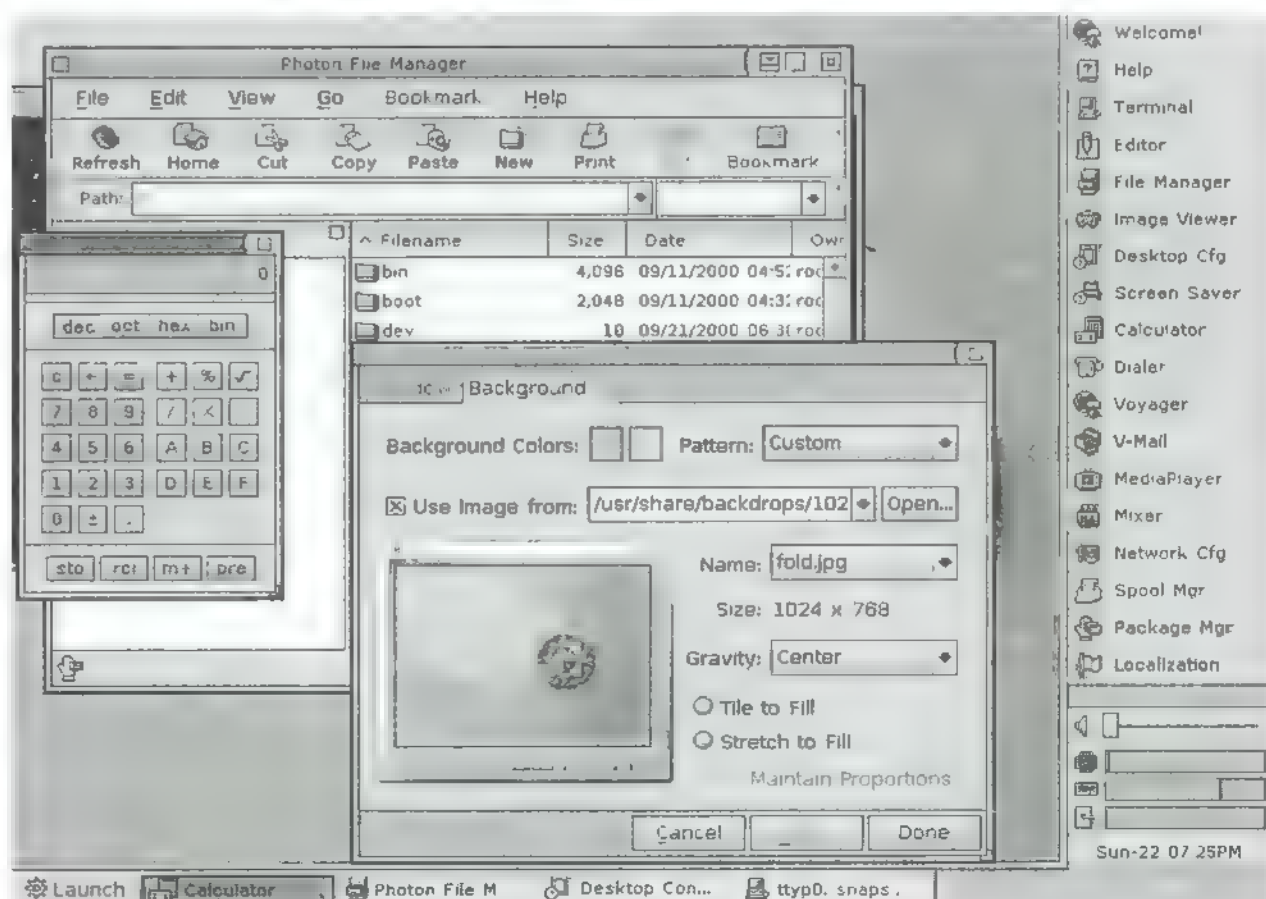 Photon File Manager
File Edit View Go Bookmark Help
Refresh Home Cut Copy Paste New Print Bookmark
Path:
^ Filename Size Date Owr
bin 4,096 09/11/2000
boot 2,048 09/11/2000
dev 10 09/21/2000
0
dec oct hex bin
C ← = + % √
7 8 9 / X
4 5 6 A B C
1 2 3 D E F
0 ± .
sto rcl m+ pre
Background
Background Colors: Pattern: Custom
Use Image from: /usr/share/backdrops/102 Open...
Name: fold.jpg
Size: 1024 x 768
Gravity: Center
Tile to Fill
Stretch to Fill
Maintain Proportions
Cancel Done
Welcome!
Help
Terminal
Editor
File Manager
Image Viewer
Desktop Cfg
Screen Saver
Calculator
Dialer
Voyager
V-Mail
MediaPlayer
Mixer
Network Cfg
Spool Mgr
Package Mgr
Localization
Sun-22 07 25PM
Launch Calculator Photon File M Desktop Con... ttyp0. snaps.